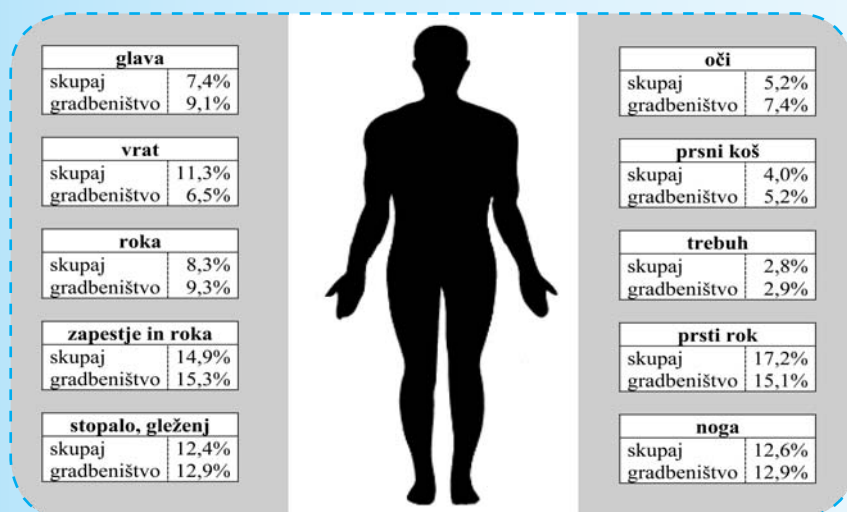 glava
skupaj 7,4%
gradbeništvo 9,1%
vrat
skupaj 11,3%
gradbeništvo 6,5%
roka
skupaj 8,3%
gradbeništvo 9,3%
zapestje in roka
skupaj 14,9%
gradbeništvo 15,3%
stopalo, gleženj
skupaj 12,4%
gradbeništvo 12,9%
oči
skupaj 5,2%
gradbeništvo 7,4%
prsni koš
skupaj 4,0%
gradbeništvo 5,2%
trebuh
skupaj 2,8%
gradbeništvo 2,9%
prsti rok
skupaj 17,2%
gradbeništvo 15,1%
noga
skupaj 12,6%
gradbeništvo 12,9%